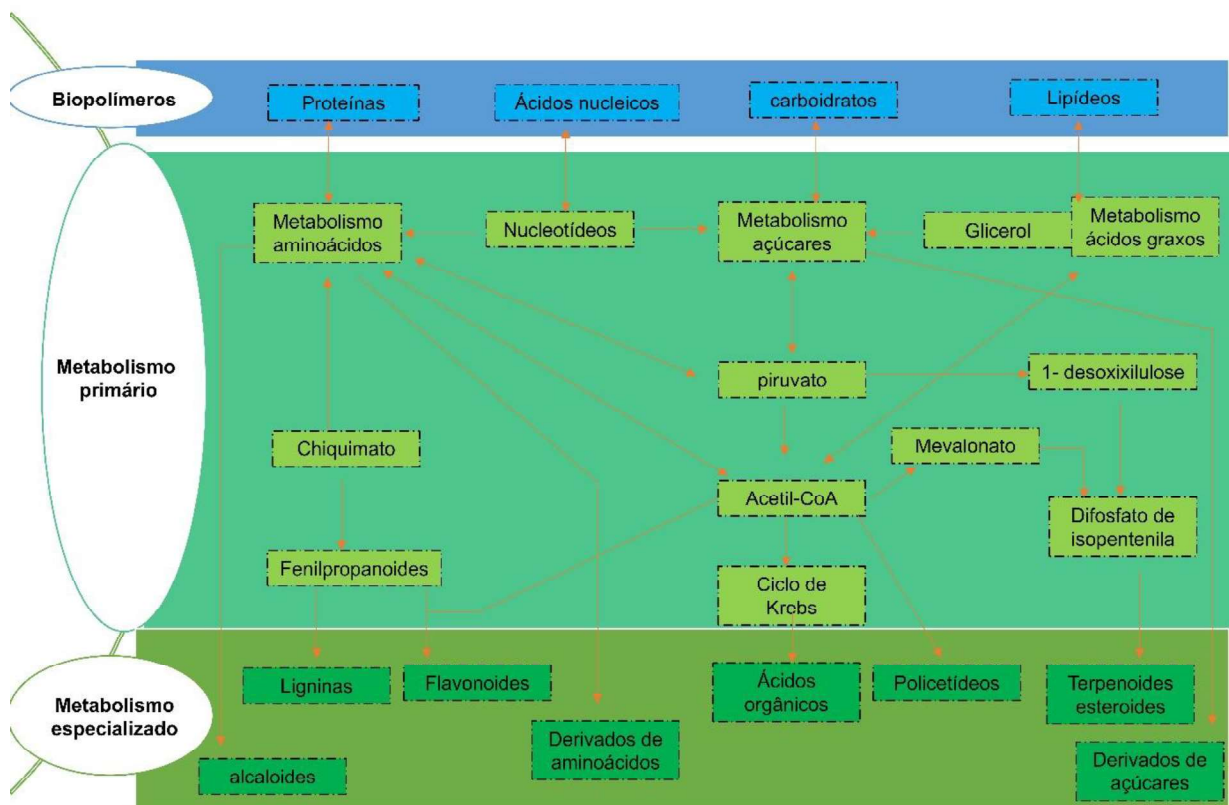 Biopolímeros
Proteínas
Ácidos nucleicos
carboidratos
Lipídeos
Metabolismo
primário
Metabolismo
aminoácidos
Nucleotídeos
Metabolismo
açúcares
Glicerol
Metabolismo
ácidos graxos
piruvato
1- desoxixilulose
Chiquimato
Mevalonato
Acetil-CoA
Difosfato de
isopentenila
Fenilpropanoides
Ciclo de
Krebs
Metabolismo
especializado
Ligninas
Flavonoides
Ácidos
orgânicos
Policetídeos
Terpenoides
esteroides
alcaloides
Derivados de
aminoácidos
Derivados de
açúcares